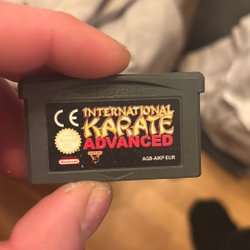 CE
INTERNATIONAL
KARATE
ADVANCED
Nintendo
AGB-AIKP-EUR